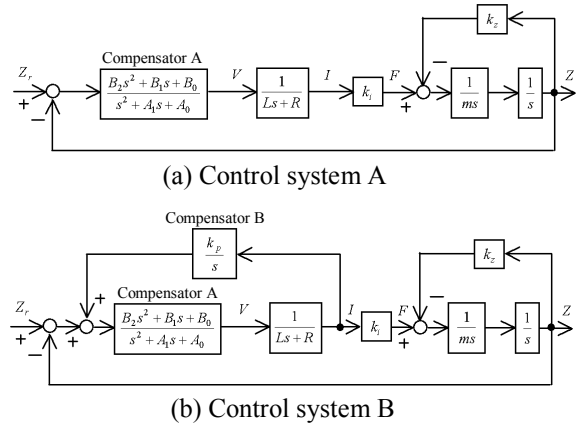 k_z
Compensator A
Z_r
+
−
B_2s^2 + B_1s + B_0
s^2 + A_1s + A_0
V
1
Ls + R
I
k_i
F
+
−
1
ms
1
s
Z
(a) Control system A
Compensator B
k_p
s
k_z
+
Compensator A
Z_r
+
−
+
B_2s^2 + B_1s + B_0
s^2 + A_1s + A_0
V
1
Ls + R
I
k_i
F
+
−
1
ms
1
s
Z
(b) Control system B